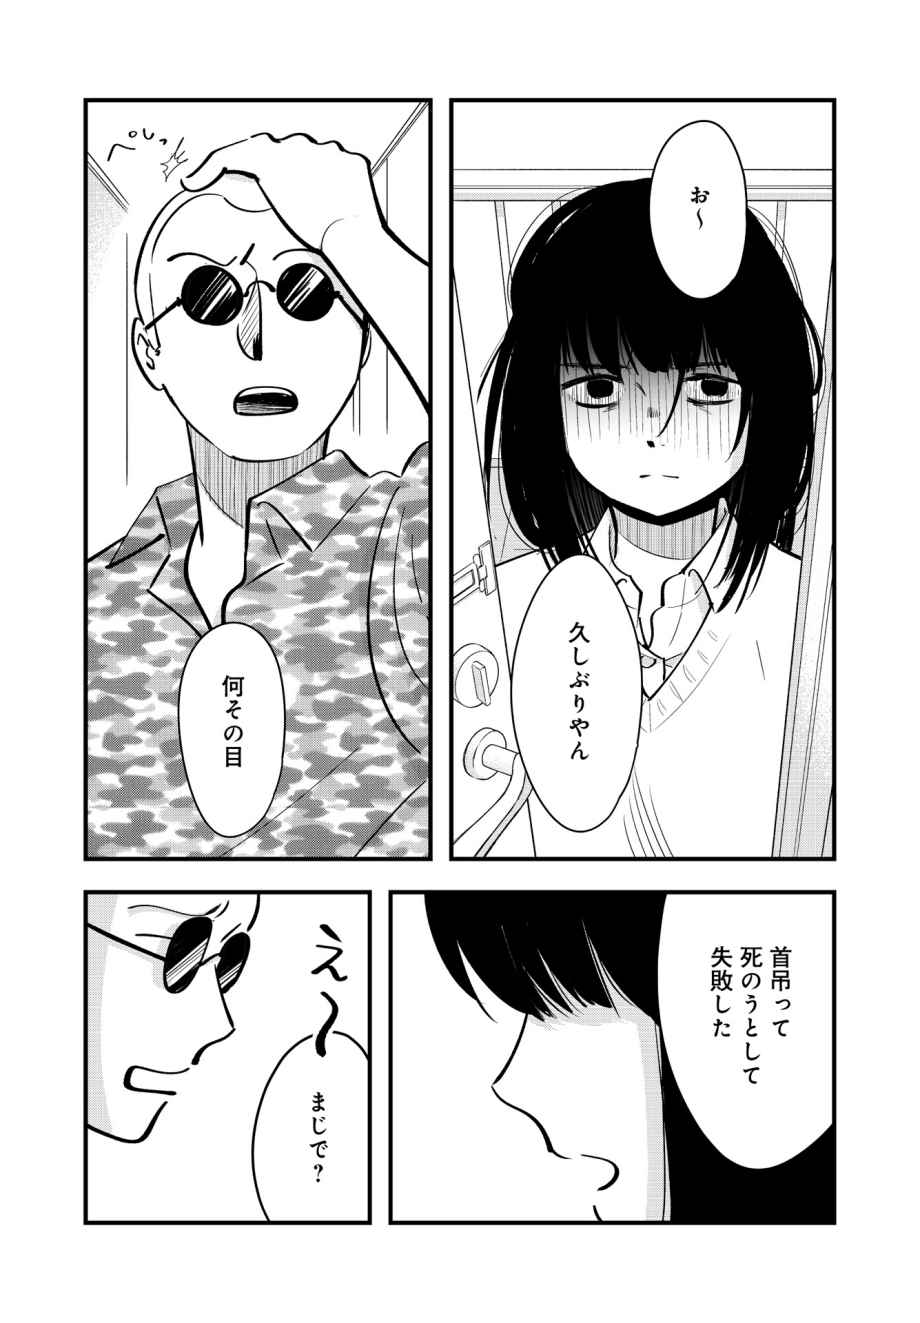 お〜
久しぶりやん
ぺしっ
何その目
首吊って
死のうとして
失敗した
え〜
まじで？